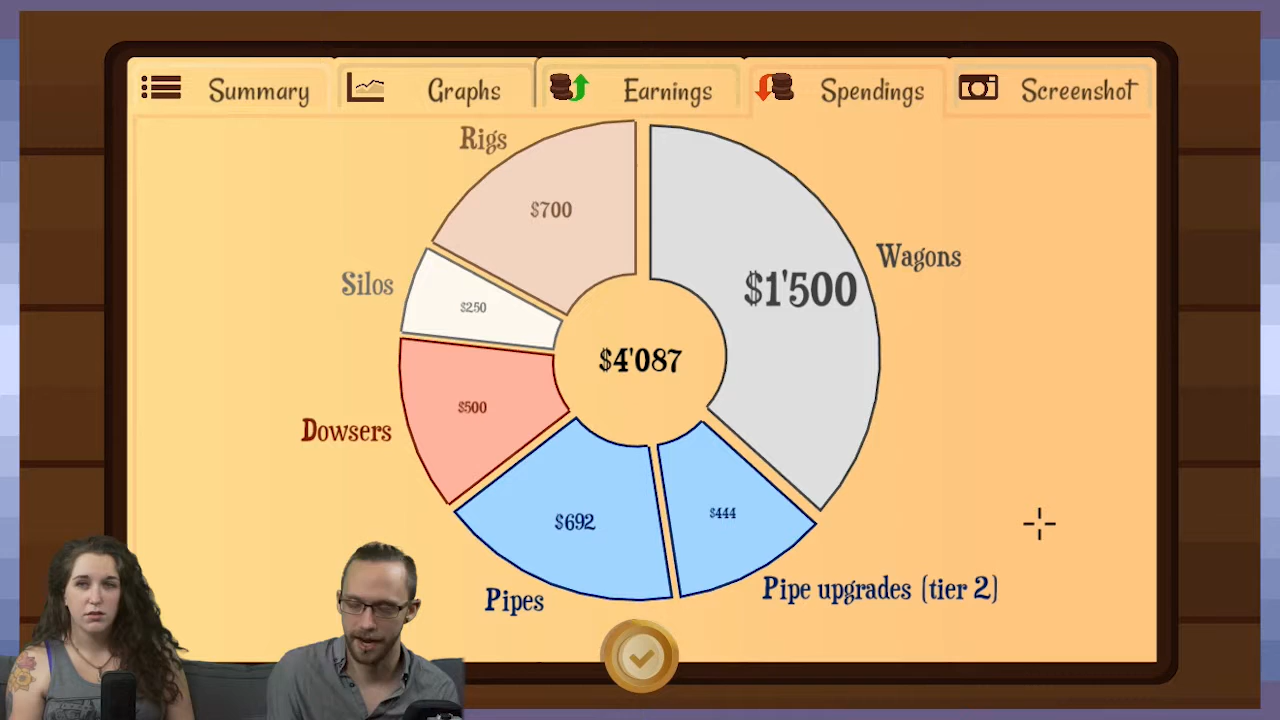 Summary
Graphs
Earnings
Spendings
Screenshot
Rigs
$700
Wagons
$1'500
Silos
$250
$4'087
Dowsers
$500
$692
$444
Pipes
Pipe upgrades (tier 2)